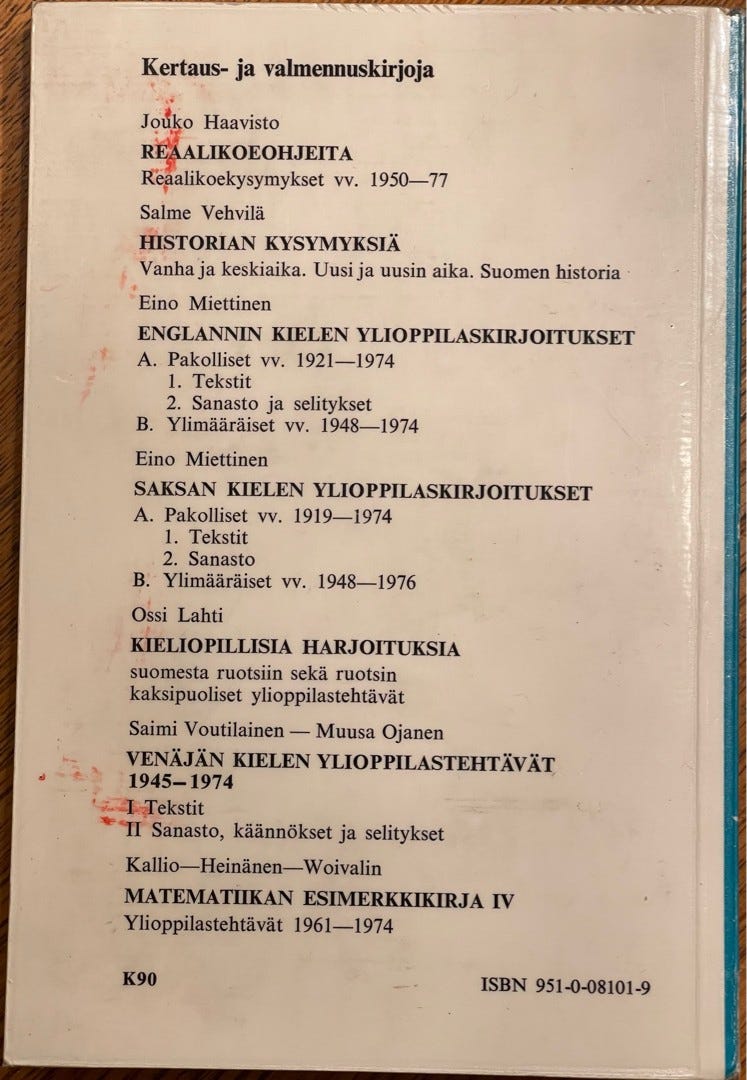 Kertaus- ja valmennuskirjoja
Jouko Haavisto
REAALIKOEOHJEITA
Reaalikoekysymykset vv. 1950—77
Salme Vehvilä
HISTORIAN KYSYMYKSIÄ
Vanha ja keskiaika. Uusi ja uusin aika. Suomen historia
Eino Miettinen
ENGLANNIN KIELEN YLIOPPILASKIRJOITUKSET
A. Pakolliset vv. 1921—1974
1. Tekstit
2. Sanasto ja selitykset
B. Ylimääräiset vv. 1948—1974
Eino Miettinen
SAKSAN KIELEN YLIOPPILASKIRJOITUKSET
A. Pakolliset vv. 1919—1974
1. Tekstit
2. Sanasto
B. Ylimääräiset vv. 1948—1976
Ossi Lahti
KIELIOPILLISIA HARJOITUKSIA
suomesta ruotsiin sekä ruotsin
kaksipuoliset ylioppilastehtävät
Saimi Voutilainen — Muusa Ojanen
VENÄJÄN KIELEN YLIOPPILASTEHTÄVÄT
1945—1974
I Tekstit
II Sanasto, käännökset ja selitykset
Kallio—Heinänen—Woivalin
MATEMATIIKAN ESIMERKKIKIRJA IV
Ylioppilastehtävät 1961—1974
K90
ISBN 951-0-08101-9